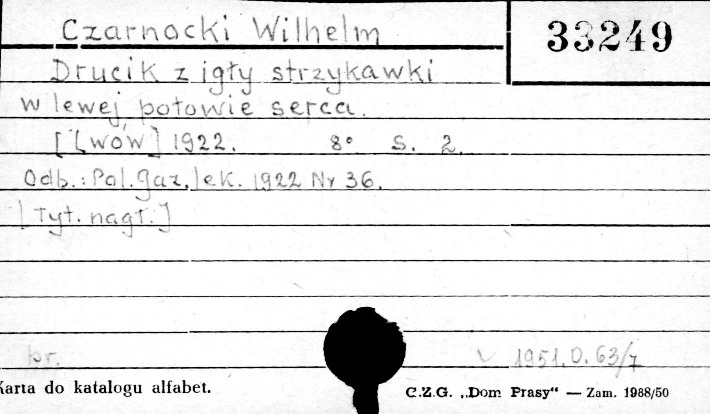 Czarnocki Wilhelm
33249
Drucik z igły strzykawki
w lewej połowie serca.
[Lwów] 1922. 8° S. 2.
Odb.: Pol. Gaz. lek. 1922 Nr 36.
[Tyt. nagł.]
pr. 1951.D.63/7
Karta do katalogu alfabet.
C.Z.G. „Dom Prasy" — Zam. 1988/50